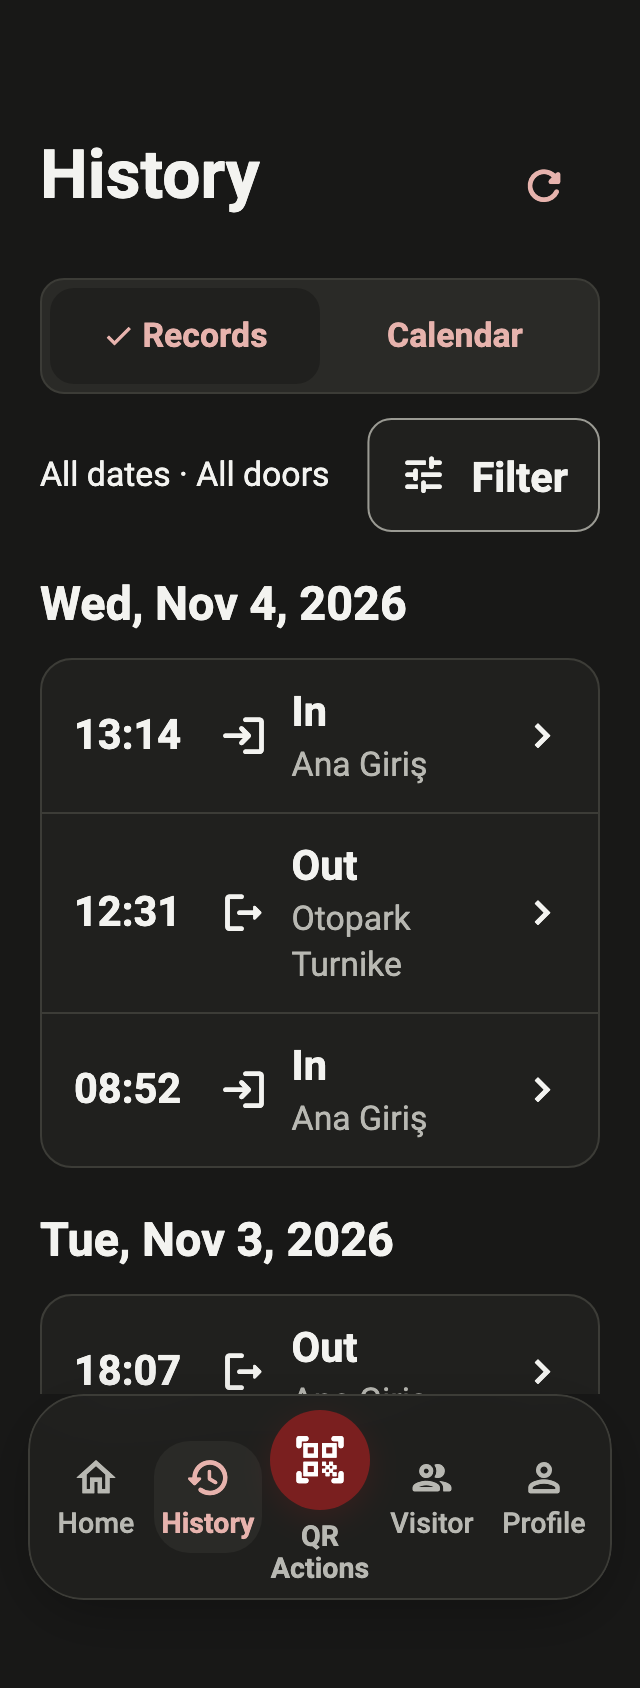 History
Records
Calendar
All dates · All doors
Filter
Wed, Nov 4, 2026
13:14
In
Ana Giriş
12:31
Out
Otopark
Turnike
08:52
In
Ana Giriş
Tue, Nov 3, 2026
18:07
Out
Home
History
QR
Actions
Visitor
Profile